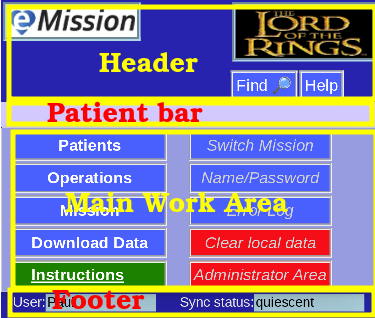 eMission
THE
LORD
OF THE
RINGS
Header
Find Help
Patient bar
Patients Switch Mission
Operations Name/Password
Main Work Area
Mission Error Log
Download Data Clear local data
Instructions Administrator Area
Footer
User: Paul Sync status: quiescent